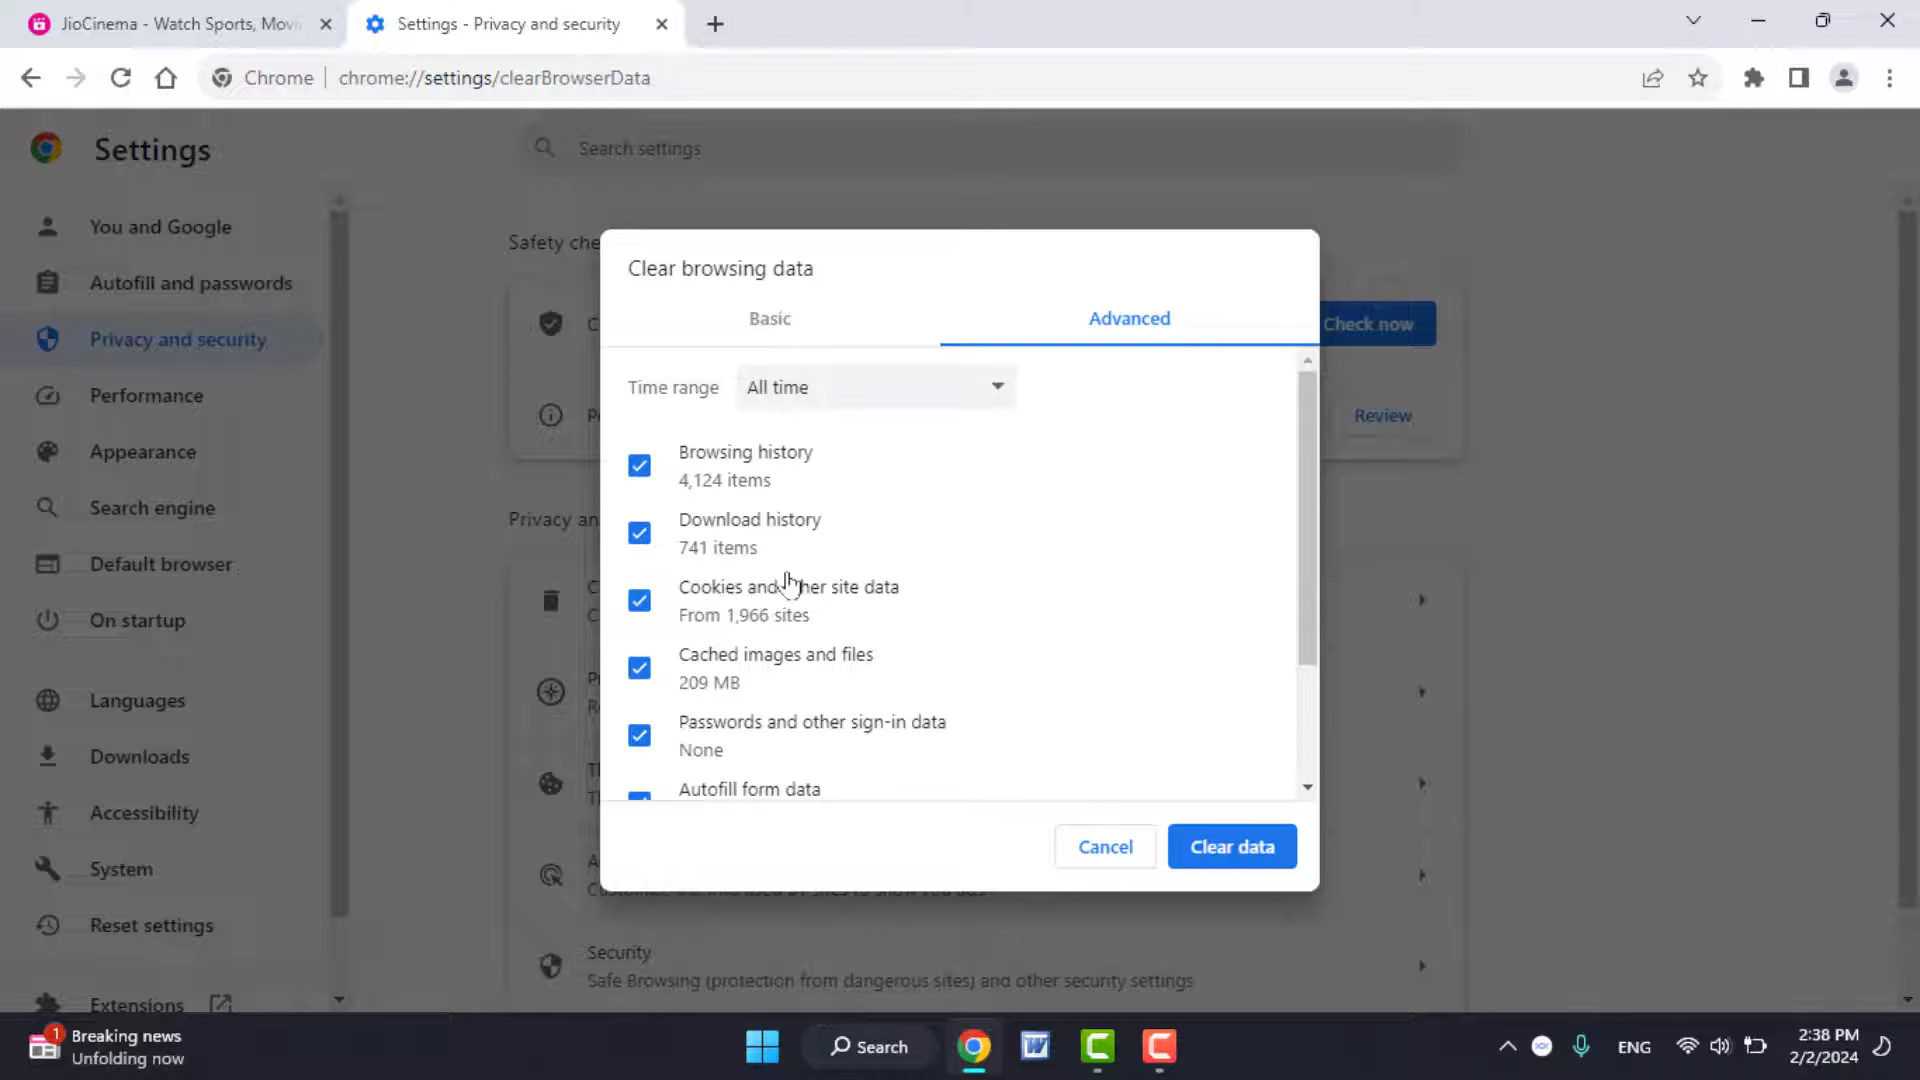 JioCinema - Watch Sports, Movi
Settings - Privacy and security
Chrome
chrome://settings/clearBrowserData
Settings
Search settings
You and Google
Autofill and passwords
Privacy and security
Performance
Appearance
Search engine
Default browser
On startup
Languages
Downloads
Accessibility
System
Reset settings
Extensions
Safety che
Check now
Review
Privacy an
Clear browsing data
Basic
Advanced
Time range
All time
Browsing history
4,124 items
Download history
741 items
Cookies and other site data
From 1,966 sites
Cached images and files
209 MB
Passwords and other sign-in data
None
Autofill form data
Cancel
Clear data
Security
Safe Browsing (protection from dangerous sites) and other security settings
1
Breaking news
Unfolding now
Search
ENG
2:38 PM
2/2/2024